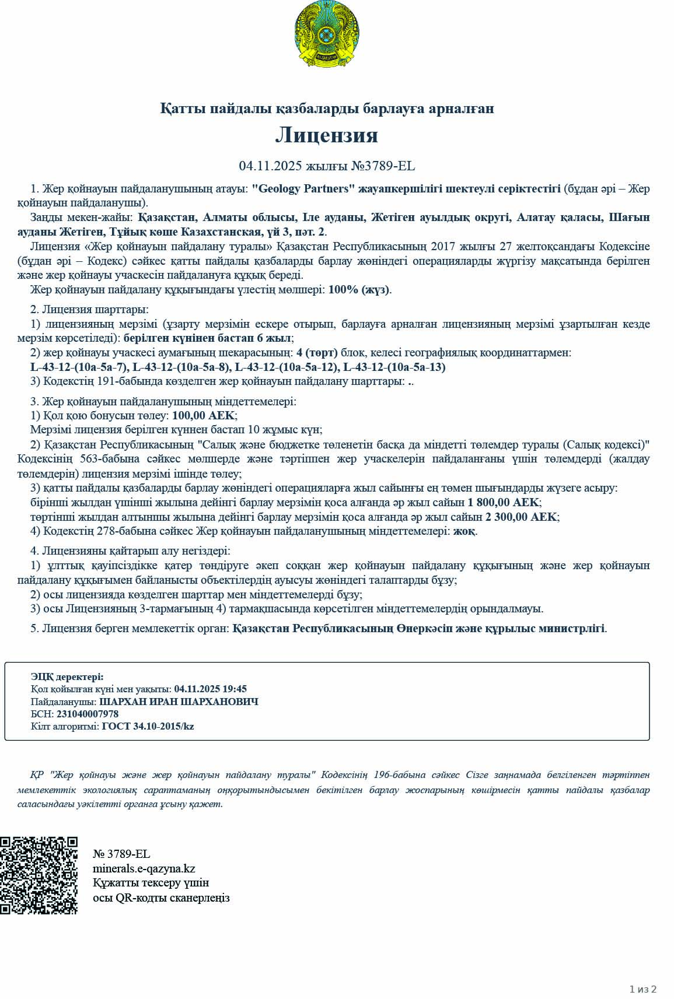 ҚАЗАҚСТАН
Қатты пайдалы қазбаларды барлауға арналған
Лицензия
04.11.2025 жылғы №3789-EL
1. Жер қойнауын пайдаланушының атауы: "Geology Partners" жауапкершілігі шектеулі серіктестігі (бұдан әрі – Жер
қойнауын пайдаланушы).
Заңды мекен-жайы: Қазақстан, Алматы облысы, Іле ауданы, Жетіген ауылдық округі, Алатау қаласы, Шағын
ауданы Жетіген, Тұйық көше Казахстанская, үй 3, пәт. 2.
Лицензия «Жер қойнауын пайдалану туралы» Қазақстан Республикасының 2017 жылғы 27 желтоқсандағы Кодексіне
(бұдан әрі – Кодекс) сәйкес қатты пайдалы қазбаларды барлау жөніндегі операцияларды жүргізу мақсатында берілген
және жер қойнауы учаскесін пайдалануға құқық береді.
Жер қойнауын пайдалану құқығындағы үлестің мөлшері: 100% (жүз).
2. Лицензия шарттары:
1) лицензияның мерзімі (ұзарту мерзімін ескере отырып, барлауға арналған лицензияның мерзімі ұзартылған кезде
мерзім көрсетіледі): берілген күнінен бастап 6 жыл;
2) жер қойнауы учаскесі аумағының шекарасының: 4 (төрт) блок, келесі географиялық координаттармен:
L-43-12-(10а-5а-7), L-43-12-(10а-5а-8), L-43-12-(10а-5а-12), L-43-12-(10а-5а-13)
3) Кодекстің 191-бабында көзделген жер қойнауын пайдалану шарттары: ..
3. Жер қойнауын пайдаланушының міндеттемелері:
1) Қол қою бонусын төлеу: 100,00 АЕК;
Мерзімі лицензия берілген күннен бастап 10 жұмыс күн;
2) Қазақстан Республикасының "Салық және бюджетке төленетін басқа да міндетті төлемдер туралы (Салық кодексі)"
Кодексінің 563-бабына сәйкес мөлшерде және тәртіппен жер учаскелерін пайдаланғаны үшін төлемдерді (жалдау
төлемдерін) лицензия мерзімі ішінде төлеу;
3) қатты пайдалы қазбаларды барлау жөніндегі операцияларға жыл сайынғы ең төмен шығындарды жүзеге асыру:
бірінші жылдан үшінші жылына дейінгі барлау мерзімін қоса алғанда әр жыл сайын 1 800,00 АЕК;
төртінші жылдан алтыншы жылына дейінгі барлау мерзімін қоса алғанда әр жыл сайын 2 300,00 АЕК;
4) Кодекстің 278-бабына сәйкес Жер қойнауын пайдаланушының міндеттемелері: жоқ.
4. Лицензияны қайтарып алу негіздері:
1) ұлттық қауіпсіздікке қатер төндіруге әкеп соққан жер қойнауын пайдалану құқығының және жер қойнауын
пайдалану құқығымен байланысты объектілердің ауысуы жөніндегі талаптарды бұзу;
2) осы лицензияда көзделген шарттар мен міндеттемелерді бұзу;
3) осы Лицензияның 3-тармағының 4) тармақшасында көрсетілген міндеттемелердің орындалмауы.
5. Лицензия берген мемлекеттік орган: Қазақстан Республикасының Өнеркәсіп және құрылыс министрлігі.
ЭЦҚ деректері:
Қол қойылған күні мен уақыты: 04.11.2025 19:45
Пайдаланушы: ШАРХАН ИРАН ШАРХАНОВИЧ
БСН: 231040007978
Кілт алгоритмі: ГОСТ 34.10-2015/kz
ҚР "Жер қойнауы және жер қойнауын пайдалану туралы" Кодексінің 196-бабына сәйкес Сізге заңнамада белгіленген тәртіппен
мемлекеттік экологиялық сараптаманың оңқорытындысымен бекітілген барлау жоспарының көшірмесін қатты пайдалы қазбалар
саласындағы уәкілетті органға ұсыну қажет.
№ 3789-EL
minerals.e-qazyna.kz
Құжатты тексеру үшін
осы QR-кодты сканерлеңіз
1 из 2